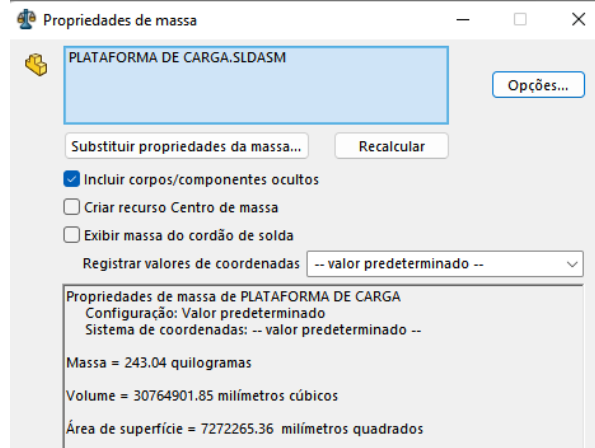 Propriedades de massa
PLATAFORMA DE CARGA.SLDASM
Opções...
Substituir propriedades da massa...
Recalcular
Incluir corpos/componentes ocultos
Criar recurso Centro de massa
Exibir massa do cordão de solda
Registrar valores de coordenadas
-- valor predeterminado --
Propriedades de massa de PLATAFORMA DE CARGA
Configuração: Valor predeterminado
Sistema de coordenadas: -- valor predeterminado --
Massa = 243.04 quilogramas
Volume = 30764901.85 milímetros cúbicos
Área de superfície = 7272265.36 milímetros quadrados